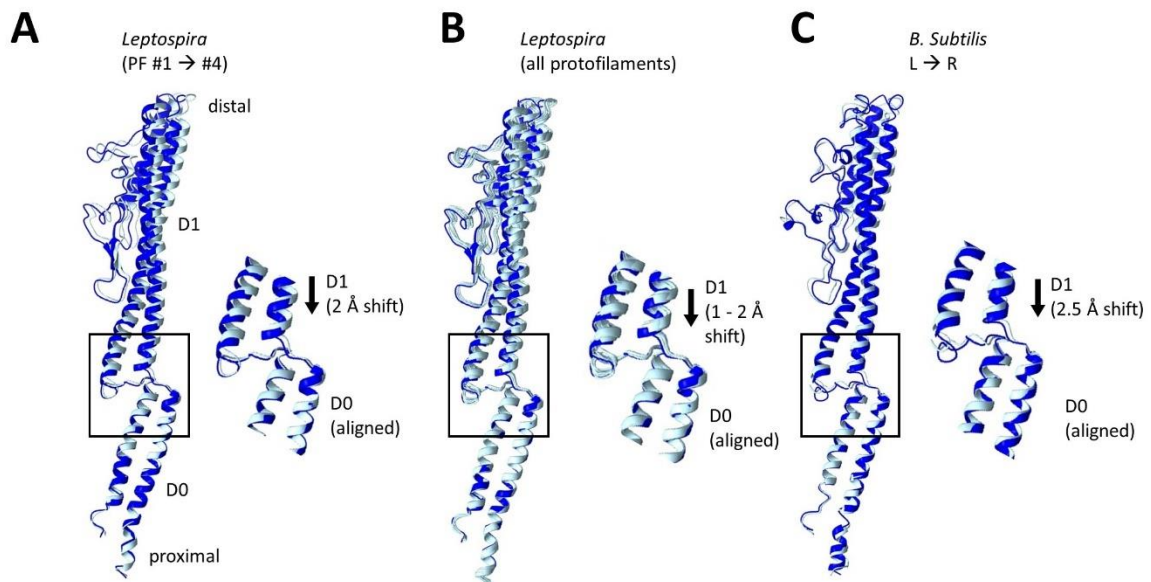 A
Leptospira
(PF #1 → #4)
distal
D1
D1
(2 Å shift)
D0
(aligned)
D0
proximal
B
Leptospira
(all protofilaments)
D1
(1 - 2 Å
shift)
D0
(aligned)
C
B. Subtilis
L → R
D1
(2.5 Å shift)
D0
(aligned)